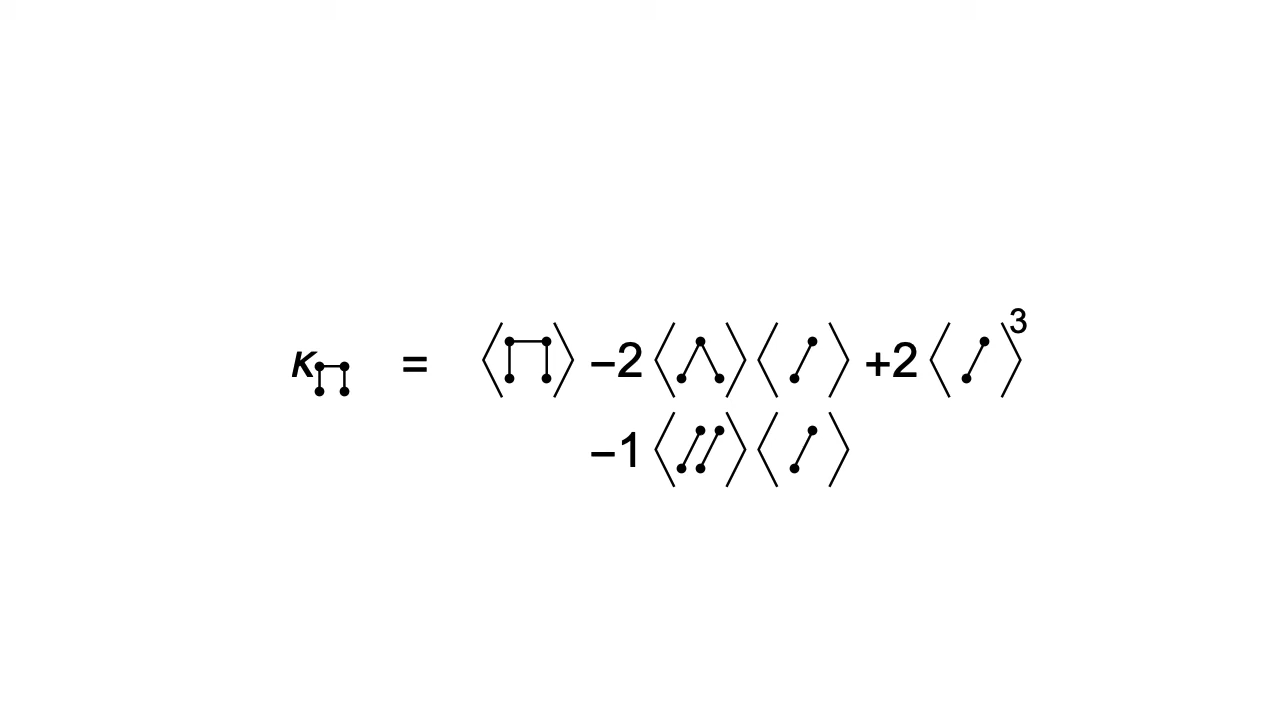 κ = ⟨ ⟩ −2 ⟨ ⟩ ⟨ ⟩ +2 ⟨ ⟩³
−1 ⟨ ⟩ ⟨ ⟩